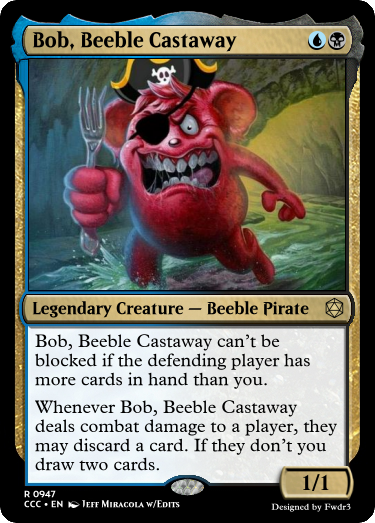 Bob, Beeble Castaway
Legendary Creature — Beeble Pirate
Bob, Beeble Castaway can't be
blocked if the defending player has
more cards in hand than you.
Whenever Bob, Beeble Castaway
deals combat damage to a player, they
may discard a card. If they don't you
draw two cards.
1/1
R 0947
CCC • EN Jeff Miracola w/Edits
Designed by Fwdr3